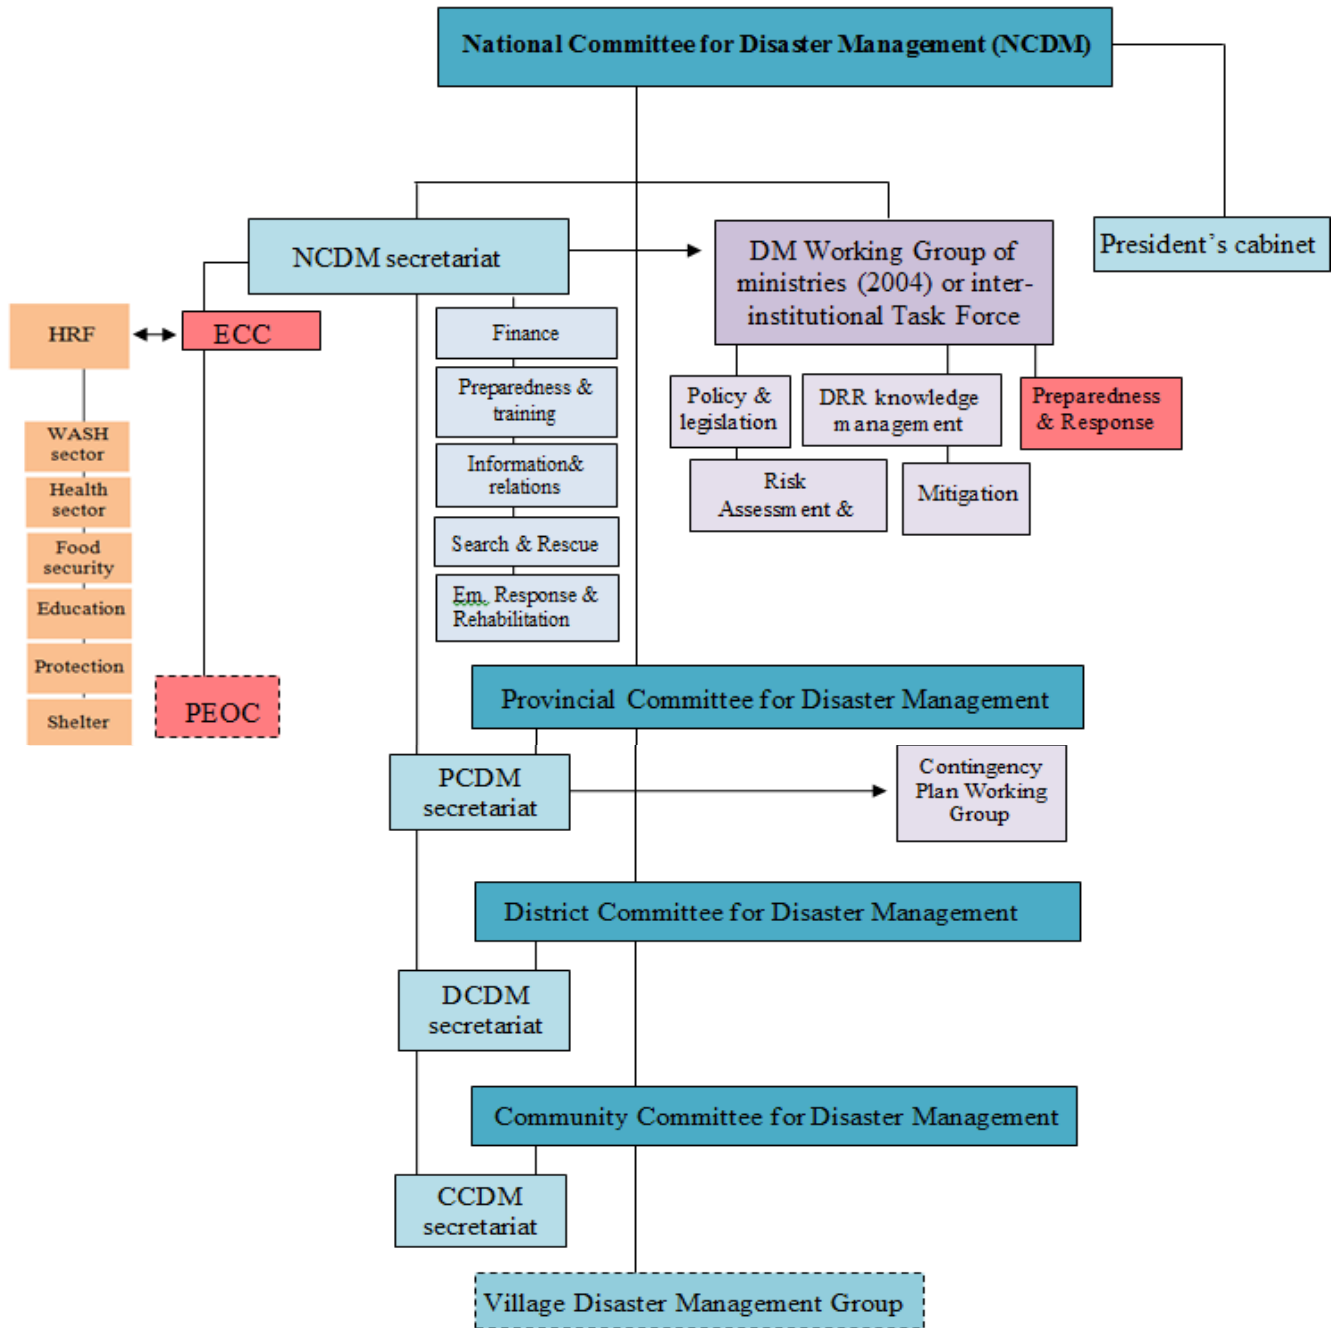 National Committee for Disaster Management (NCDM)
NCDM secretariat
DM Working Group of
ministries (2004) or inter-
institutional Task Force
President’s cabinet
HRF
ECC
Finance
Preparedness &
training
Information&
relations
Search & Rescue
Em. Response &
Rehabilitation
Policy &
legislation
DRR knowledge
management
Preparedness
& Response
Risk
Assessment &
Mitigation
WASH
sector
Health
sector
Food
security
Education
Protection
Shelter
PEOC
Provincial Committee for Disaster Management
PCDM
secretariat
Contingency
Plan Working
Group
District Committee for Disaster Management
DCDM
secretariat
Community Committee for Disaster Management
CCDM
secretariat
Village Disaster Management Group